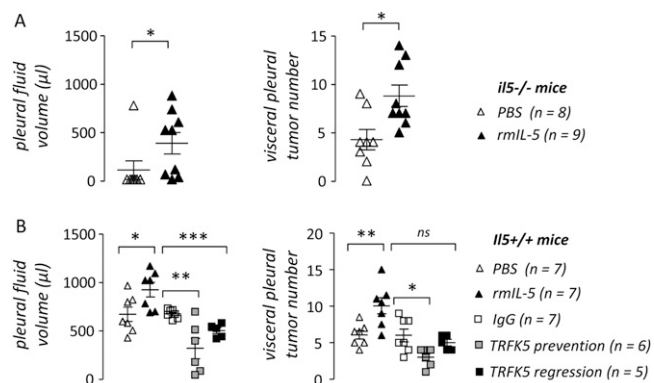 A
pleural fluid
volume (µl)
1500
1000
500
0
*
visceral pleural
tumor number
15
10
5
0
*
il5-/- mice
△ PBS (n = 8)
▲ rmIL-5 (n = 9)
B
pleural fluid
volume (µl)
1500
1000
500
0
*
***
**
visceral pleural
tumor number
20
15
10
5
0
**
ns
*
Il5+/+ mice
△ PBS (n = 7)
▲ rmIL-5 (n = 7)
□ IgG (n = 7)
TRFK5 prevention (n = 6)
■ TRFK5 regression (n = 5)